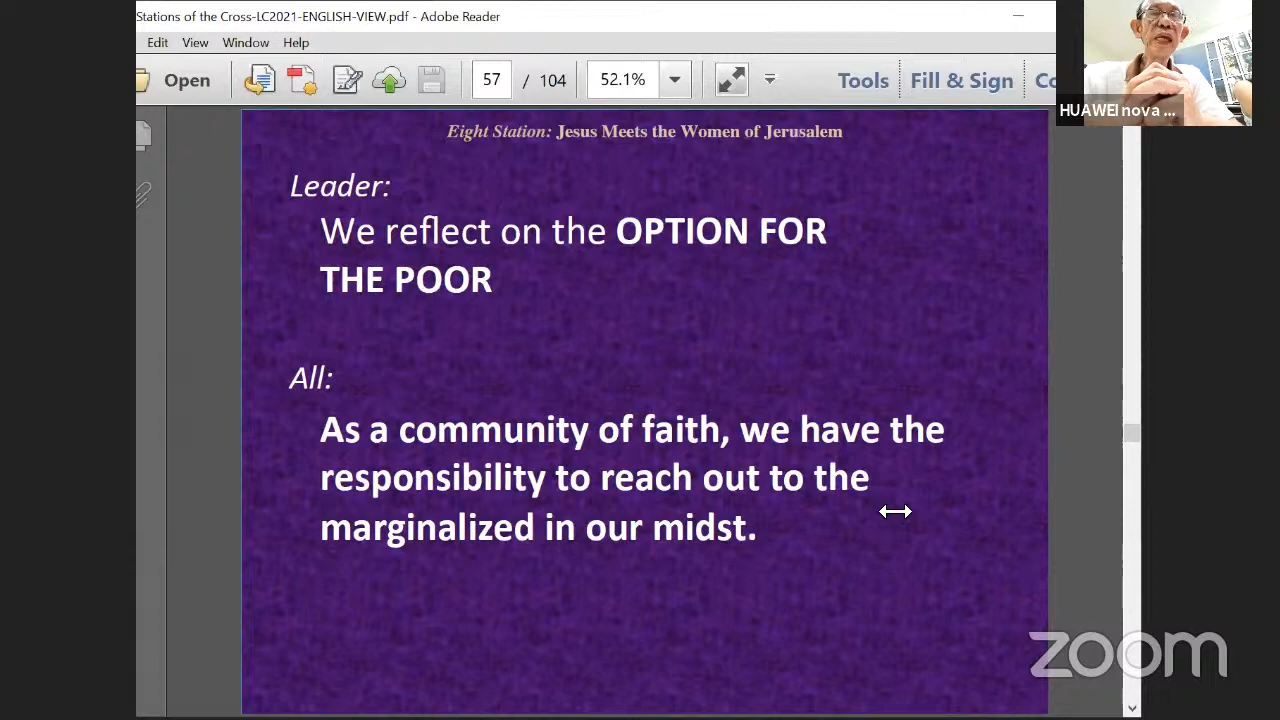 Stations of the Cross-LC2021-ENGLISH-VIEW.pdf - Adobe Reader
Edit View Window Help
Open 57 / 104 52.1% Tools Fill & Sign Co
HUAWEI nova ...
Eight Station: Jesus Meets the Women of Jerusalem
Leader:
We reflect on the OPTION FOR
THE POOR
All:
As a community of faith, we have the
responsibility to reach out to the
marginalized in our midst.
zoom